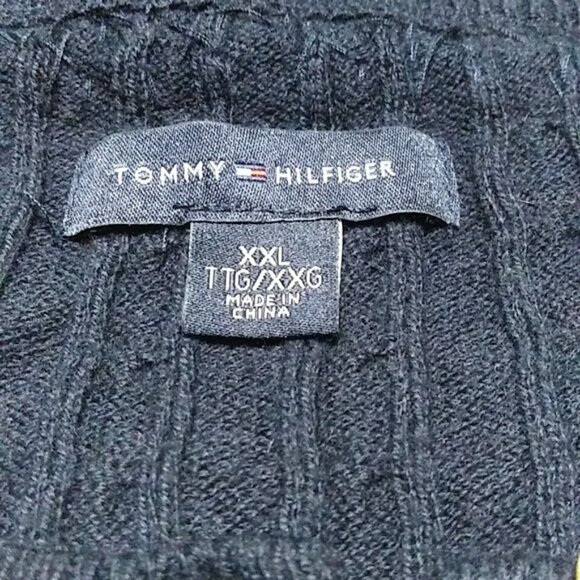 TOMMY HILFIGER
XXL
TTG/XXG
MADE IN
CHINA